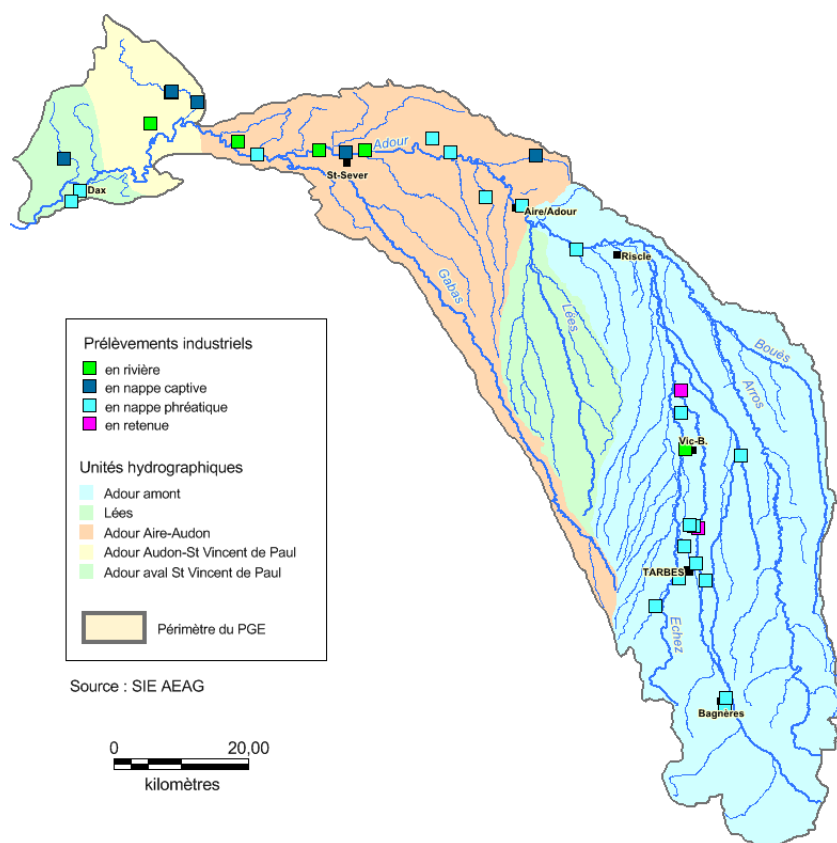 Adour
St-Sever
Dax
Aire/Adour
Riscle
Gabas
Lées
Bouès
Arros
Vic-B.
TARBES
Echez
Bagnères
Prélèvements industriels
en rivière
en nappe captive
en nappe phréatique
en retenue
Unités hydrographiques
Adour amont
Lées
Adour Aire-Audon
Adour Audon-St Vincent de Paul
Adour aval St Vincent de Paul
Périmètre du PGE
Source : SIE AEAG
0 20,00
kilomètres